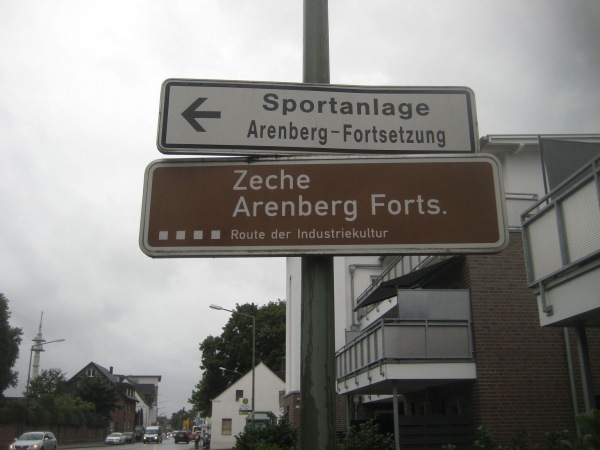 Sportanlage
Arenberg-Fortsetzung
Zeche
Arenberg Forts.
Route der Industriekultur